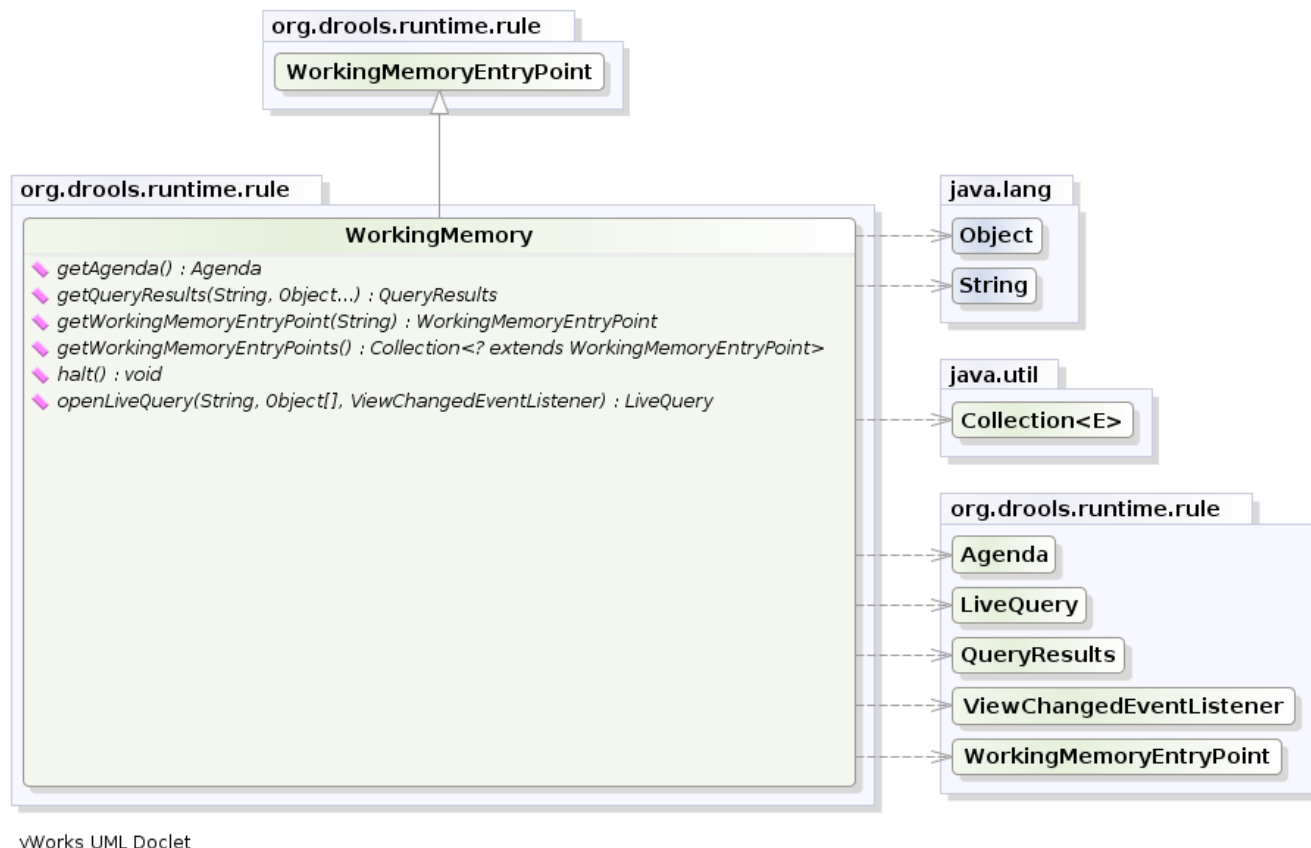 org.drools.runtime.rule
WorkingMemoryEntryPoint
org.drools.runtime.rule
WorkingMemory
getAgenda() : Agenda
getQueryResults(String, Object...) : QueryResults
getWorkingMemoryEntryPoint(String) : WorkingMemoryEntryPoint
getWorkingMemoryEntryPoints() : Collection<? extends WorkingMemoryEntryPoint>
halt() : void
openLiveQuery(String, Object[], ViewChangedEventListener) : LiveQuery
java.lang
Object
String
java.util
Collection<E>
org.drools.runtime.rule
Agenda
LiveQuery
QueryResults
ViewChangedEventListener
WorkingMemoryEntryPoint
yWorks UML Doclet